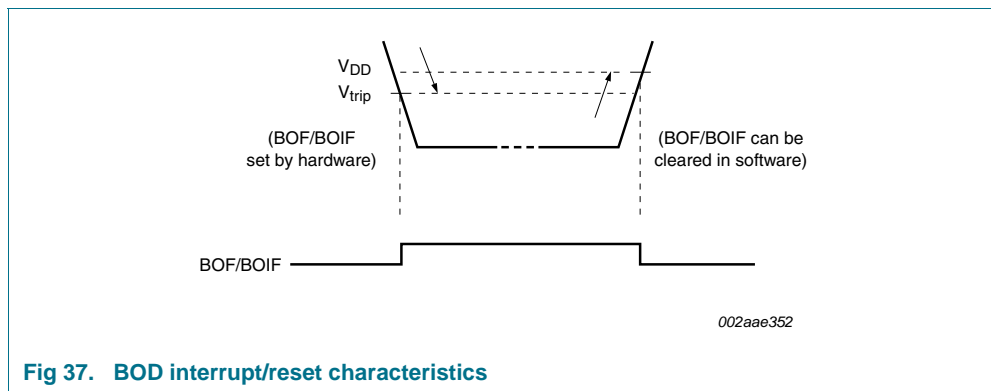 VDD
Vtrip
(BOF/BOIF
set by hardware)
(BOF/BOIF can be
cleared in software)
BOF/BOIF
002aae352
Fig 37. BOD interrupt/reset characteristics